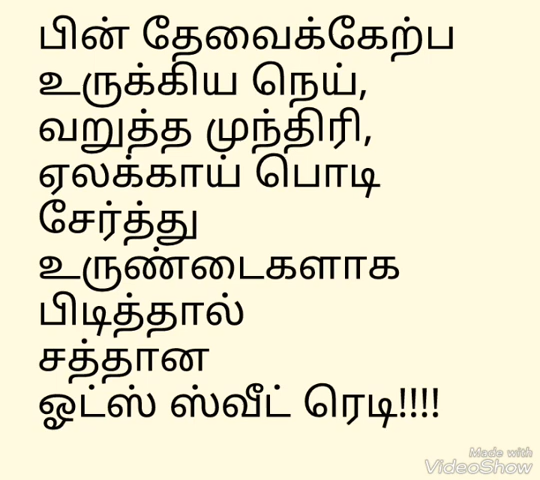 பின் தேவைக்கேற்ப
உருக்கிய நெய்,
வறுத்த முந்திரி,
ஏலக்காய் பொடி
சேர்த்து
உருண்டைகளாக
பிடித்தால்
சத்தான
ஓட்ஸ் ஸ்வீட் ரெடி!!!!
Made with
VideoShow